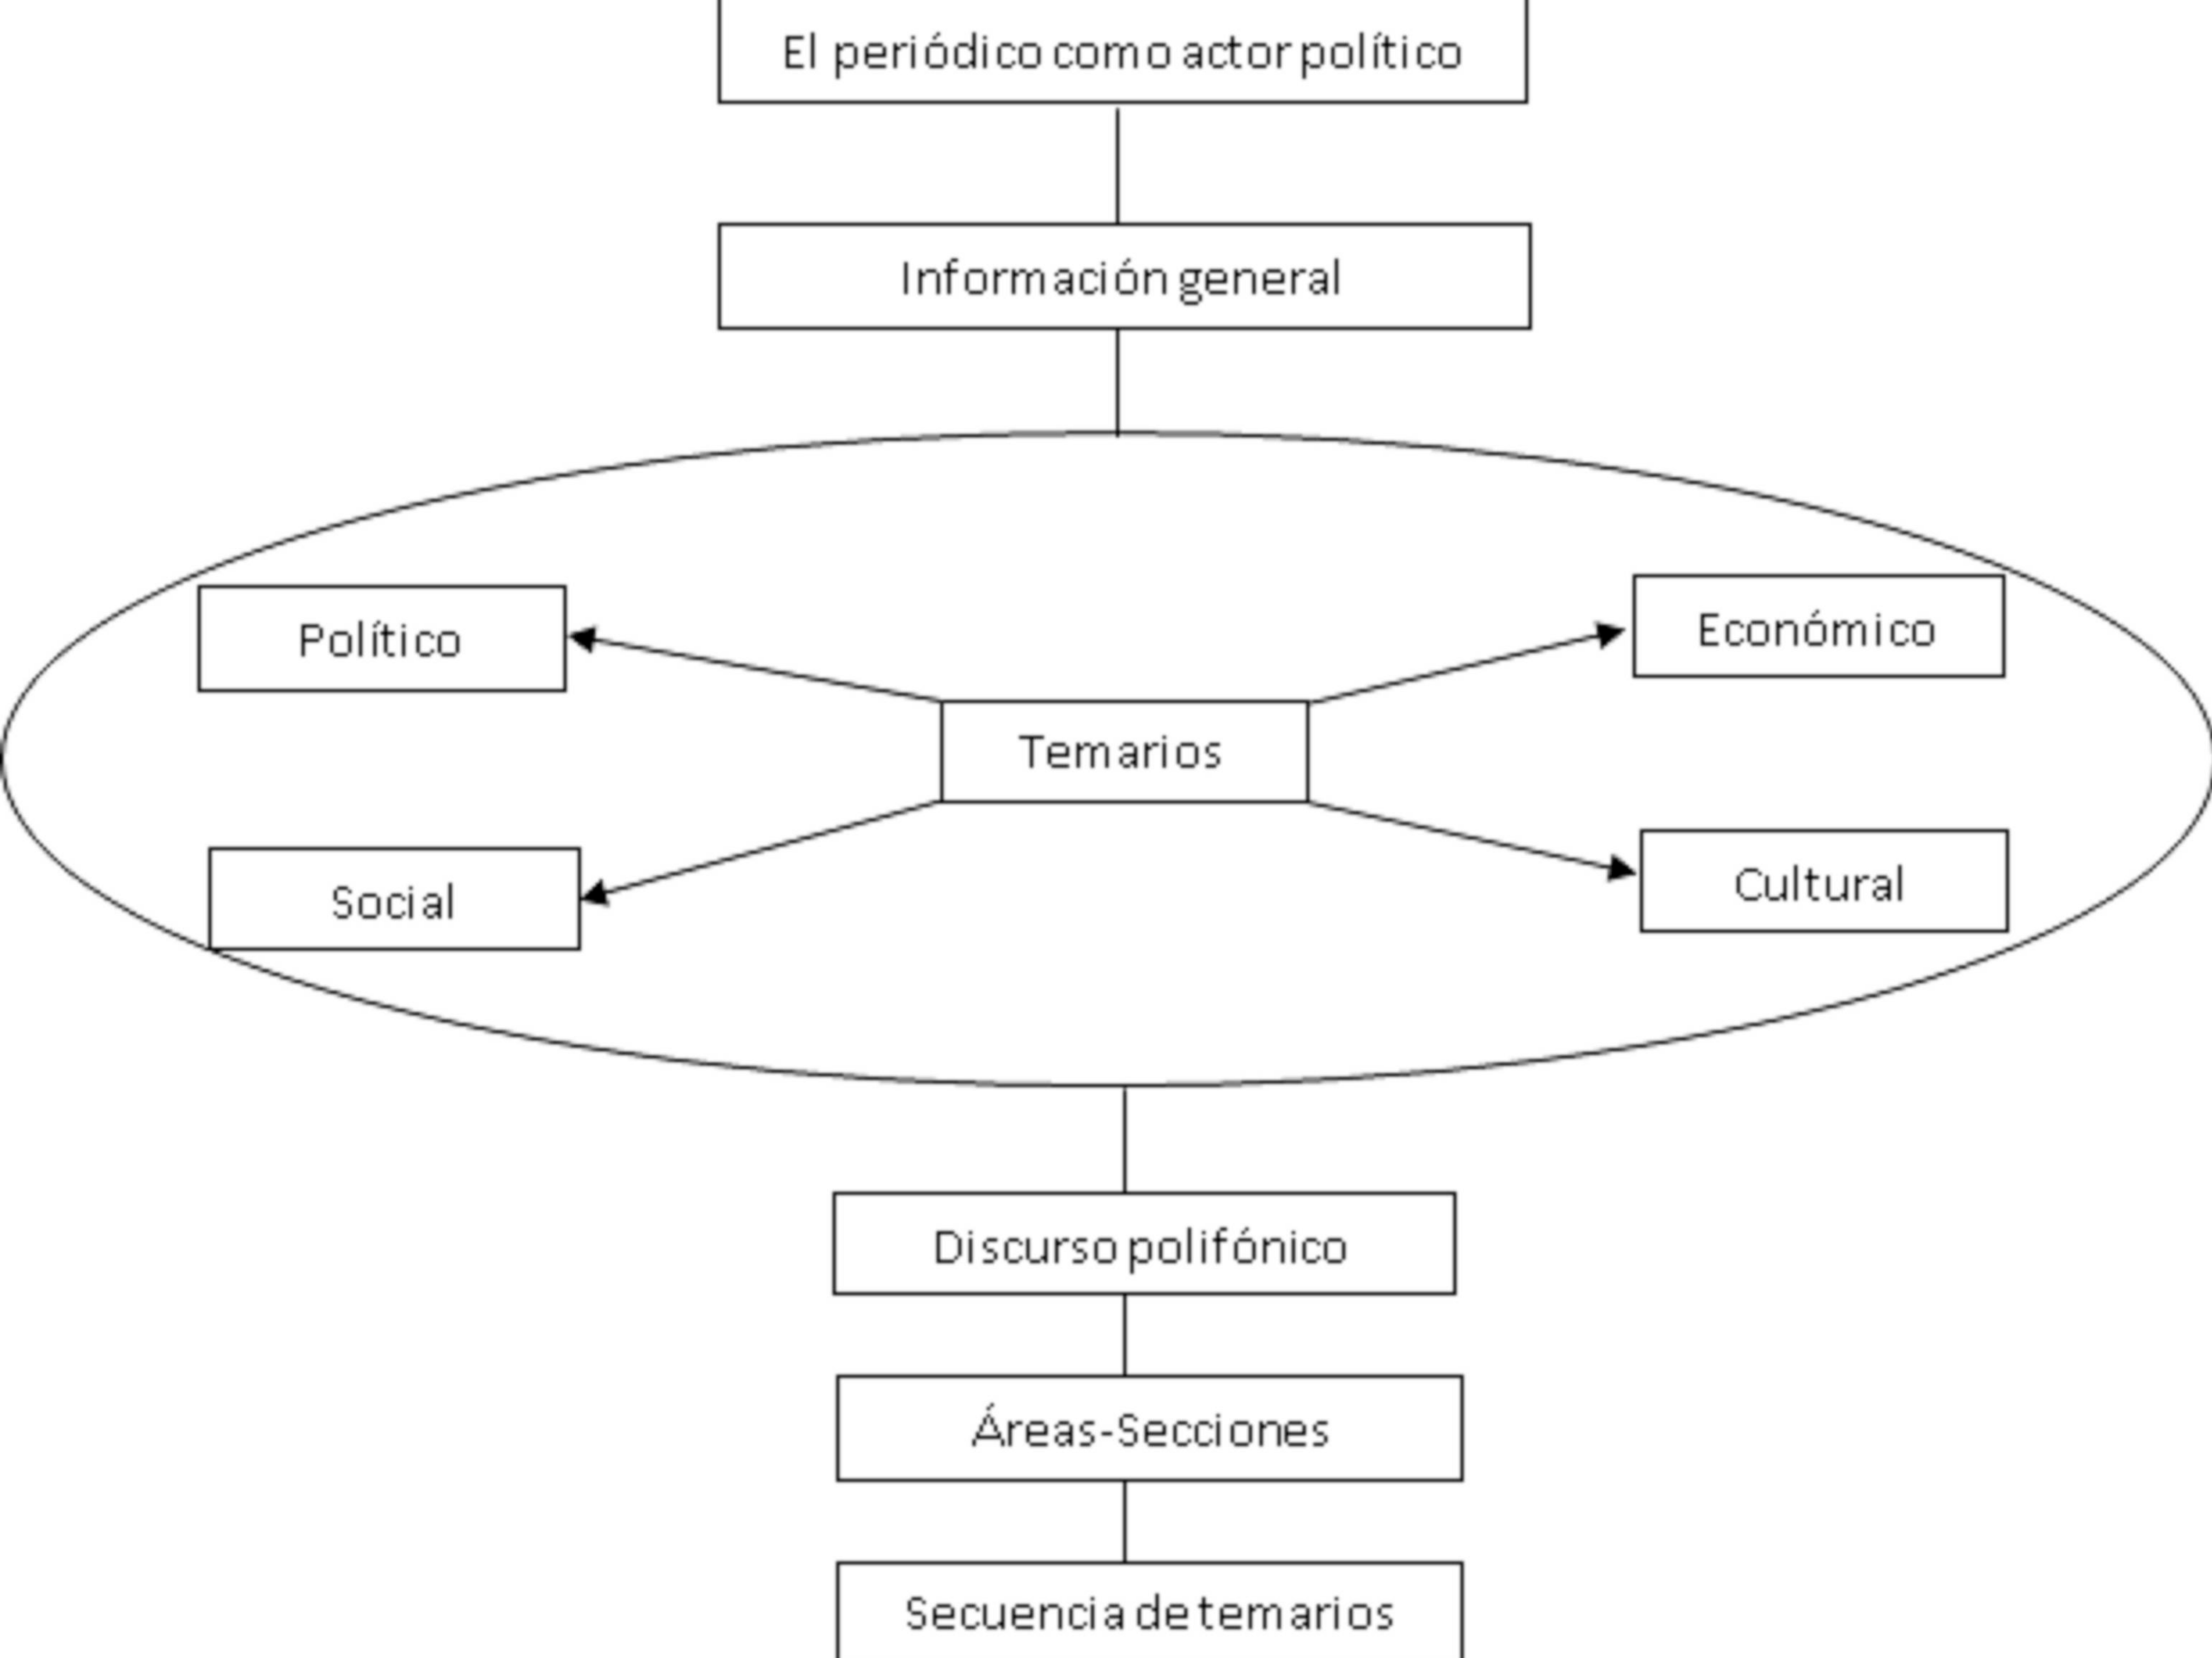 El periódico como actor político
Información general
Político
Económico
Temarios
Social
Cultural
Discurso polifónico
Áreas-Secciones
Secuencia de temarios